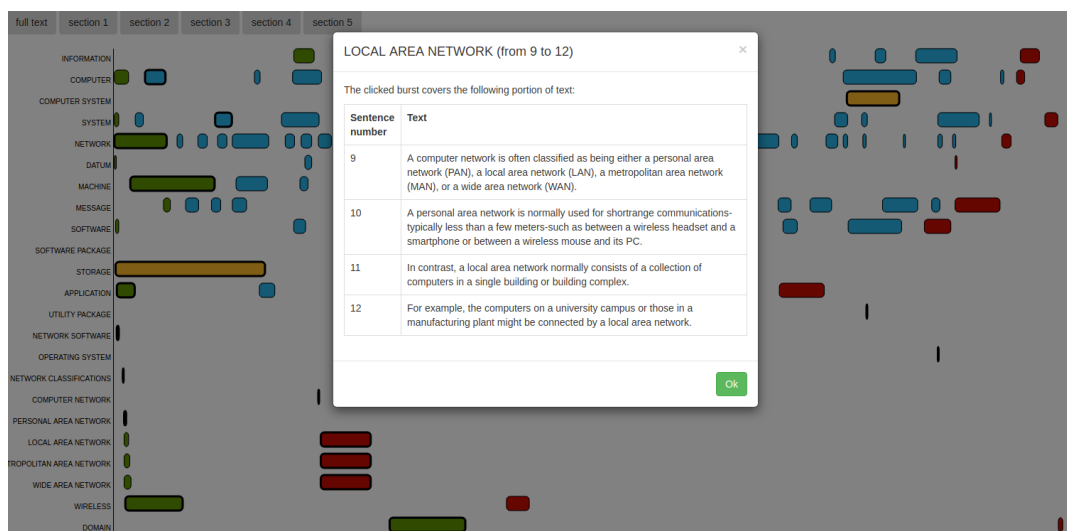 full text section 1 section 2 section 3 section 4 section 5
LOCAL AREA NETWORK (from 9 to 12) ×
The clicked burst covers the following portion of text:
Sentence
number
Text
9
A computer network is often classified as being either a personal area
network (PAN), a local area network (LAN), a metropolitan area network
(MAN), or a wide area network (WAN).
10
A personal area network is normally used for shortrange communications-
typically less than a few meters-such as between a wireless headset and a
smartphone or between a wireless mouse and its PC.
11
In contrast, a local area network normally consists of a collection of
computers in a single building or building complex.
12
For example, the computers on a university campus or those in a
manufacturing plant might be connected by a local area network.
Ok
INFORMATION
COMPUTER
COMPUTER SYSTEM
SYSTEM
NETWORK
DATUM
MACHINE
MESSAGE
SOFTWARE
SOFTWARE PACKAGE
STORAGE
APPLICATION
UTILITY PACKAGE
NETWORK SOFTWARE
OPERATING SYSTEM
NETWORK CLASSIFICATIONS
COMPUTER NETWORK
PERSONAL AREA NETWORK
LOCAL AREA NETWORK
TROPOLITAN AREA NETWORK
WIDE AREA NETWORK
WIRELESS
DOMAIN